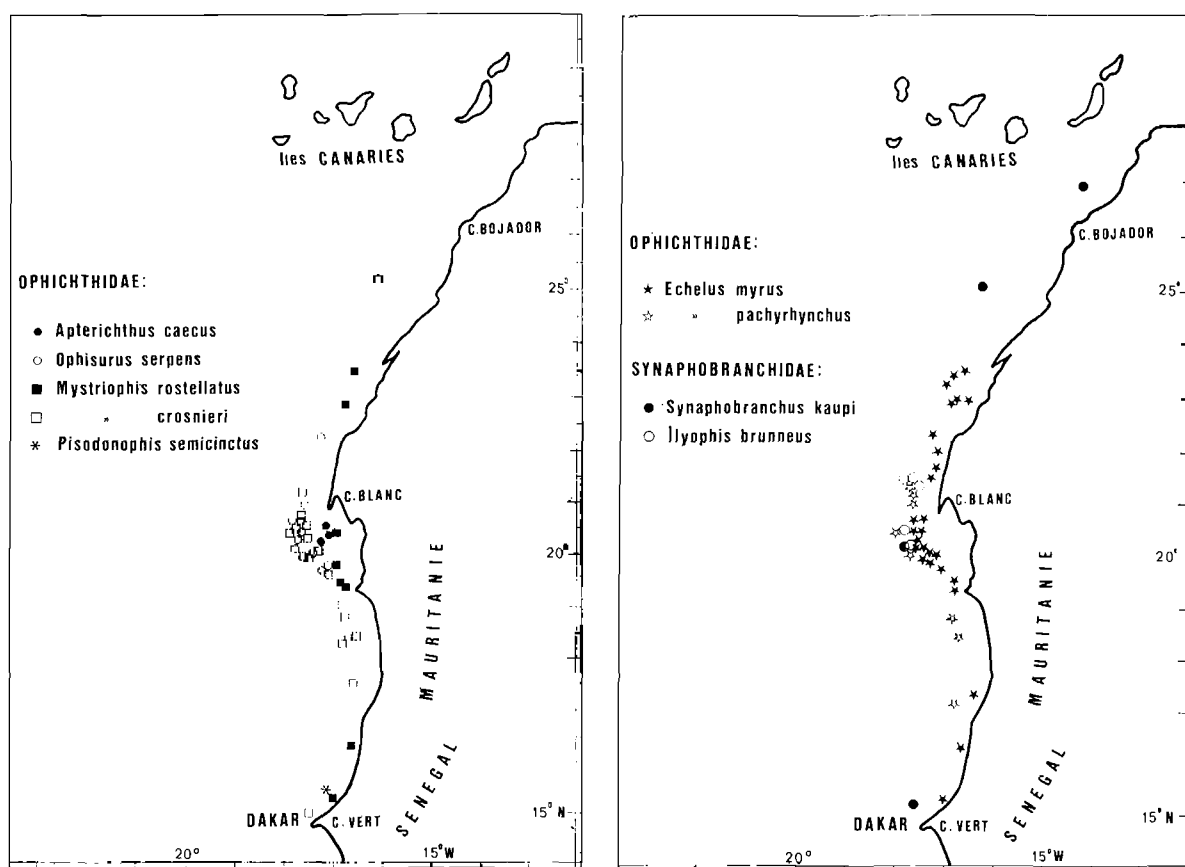 Iles CANARIES
C.BOJADOR
OPHICHTHIDAE:
25°
Apterichthus caecus
Ophisurus serpens
Mystriophis rostellatus
" crosnieri
Pisodonophis semicinctus
C.BLANC
20°
MAURITANIE
SENEGAL
15° N
DAKAR
C.VERT
20°
15°W
Iles CANARIES
C.BOJADOR
OPHICHTHIDAE:
Echelus myrus
" pachyrhynchus
25°
SYNAPHOBRANCHIDAE:
Synaphobranchus kaupi
Ilyophis brunneus
C.BLANC
20°
MAURITANIE
SENEGAL
15° N
DAKAR
C.VERT
20°
15°W